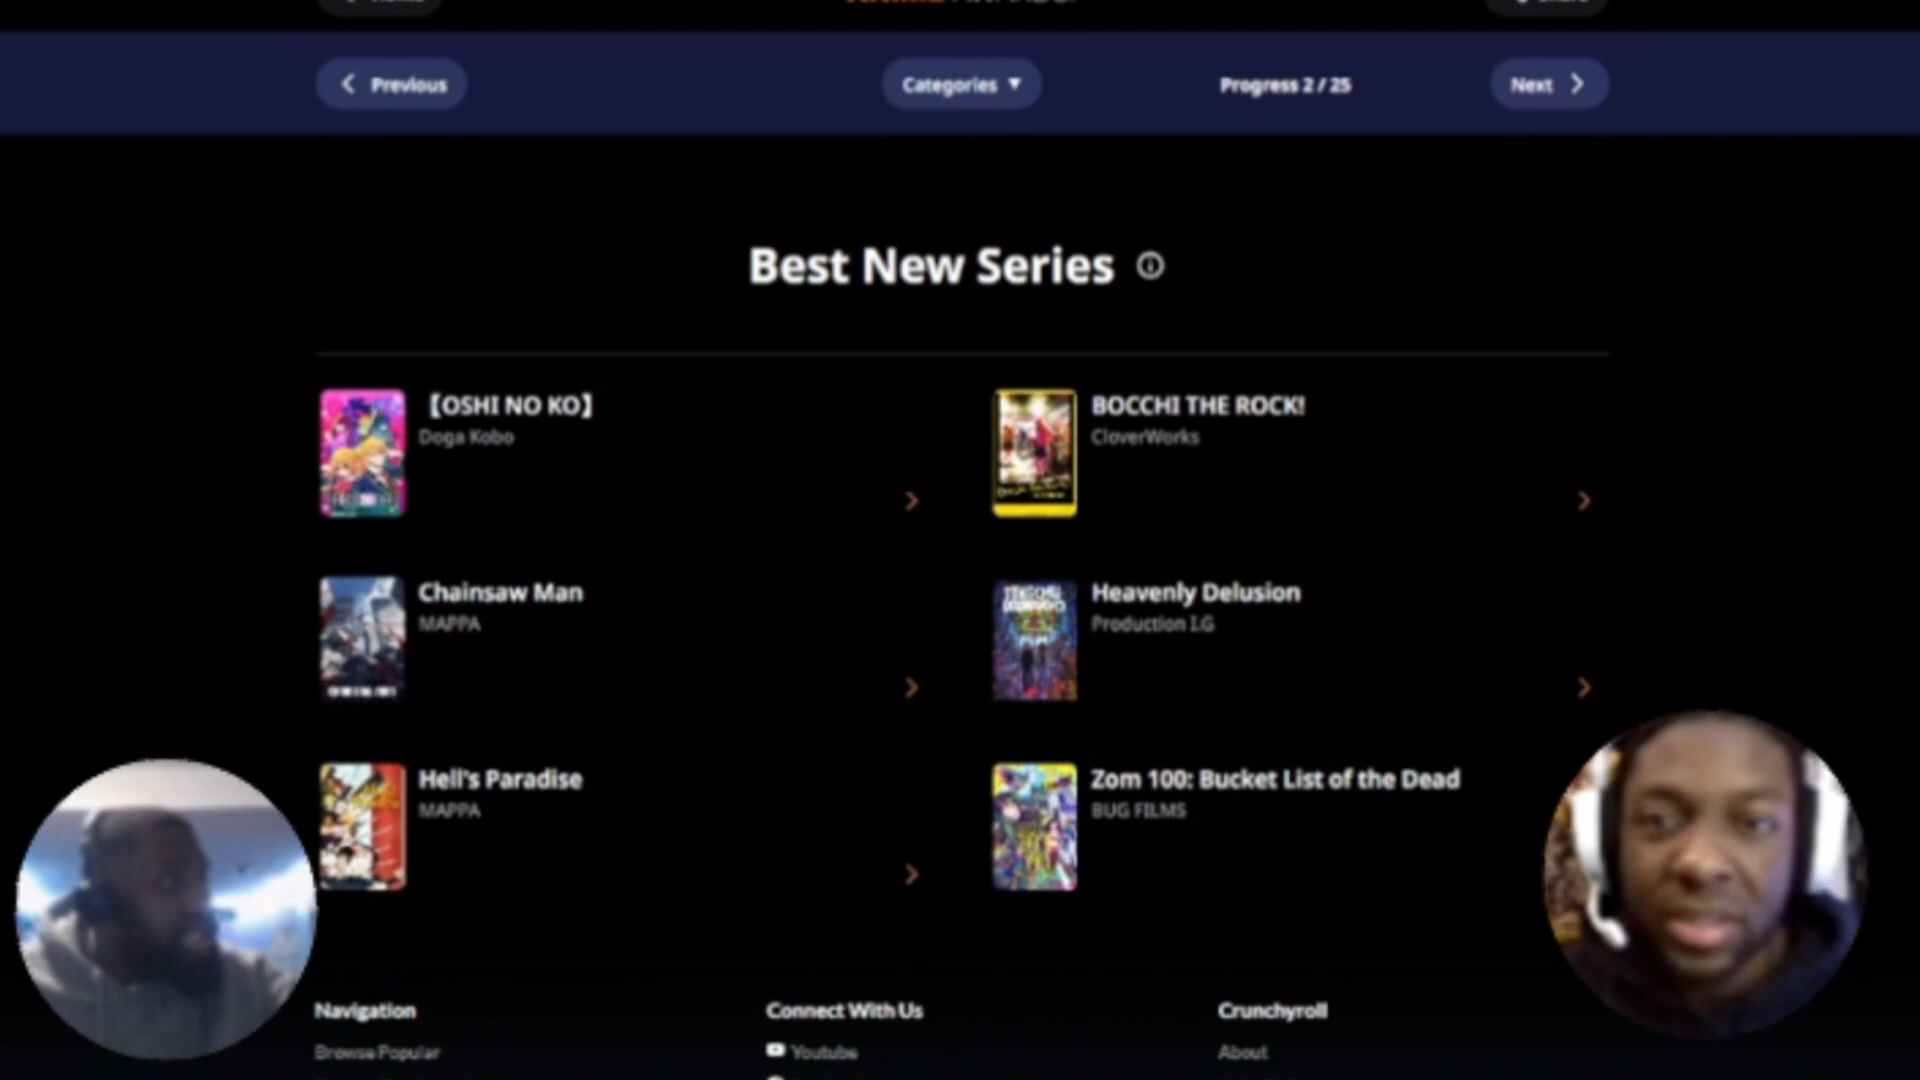 Previous
Categories ▼
Progress 2 / 25
Next
Best New Series
【OSHI NO KO】
Doga Kobo
BOCCHI THE ROCK!
CloverWorks
Chainsaw Man
MAPPA
Heavenly Delusion
Production I.G
Hell's Paradise
MAPPA
Zom 100: Bucket List of the Dead
BUG FILMS
Navigation
Connect With Us
Crunchyroll
Browse Popular
Youtube
About